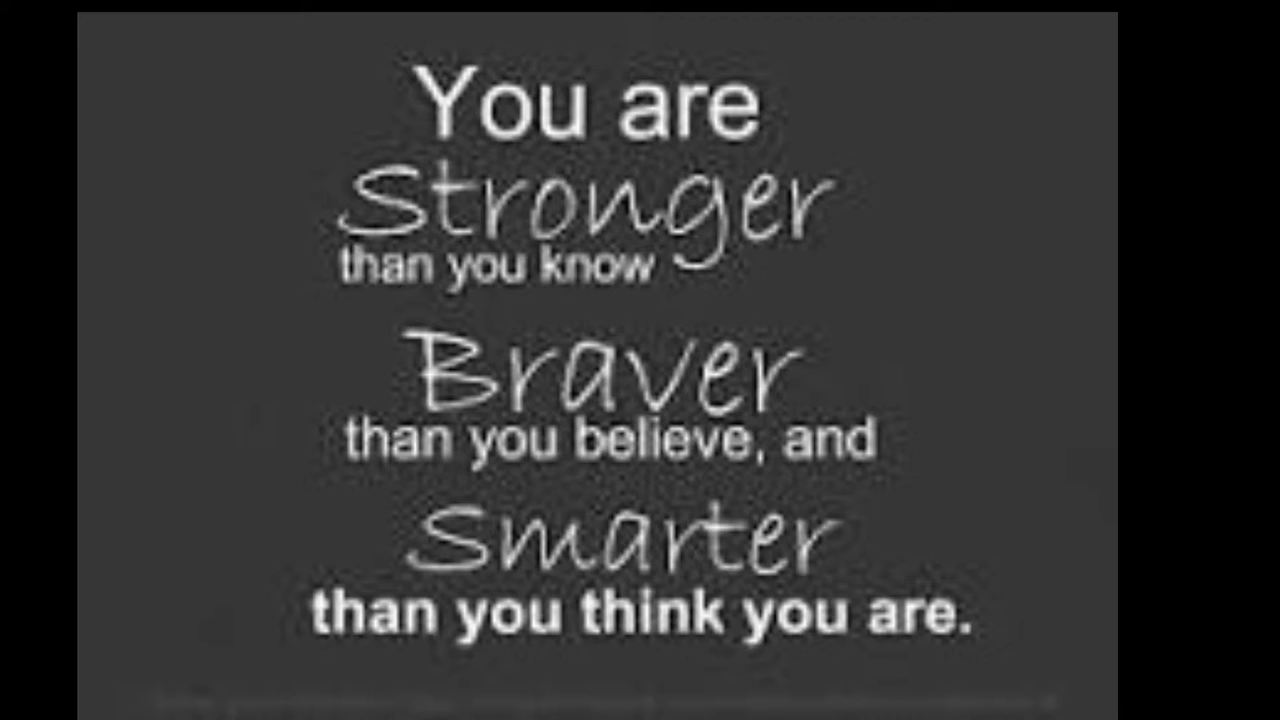 You are
Stronger
than you know
Braver
than you believe, and
Smarter
than you think you are.